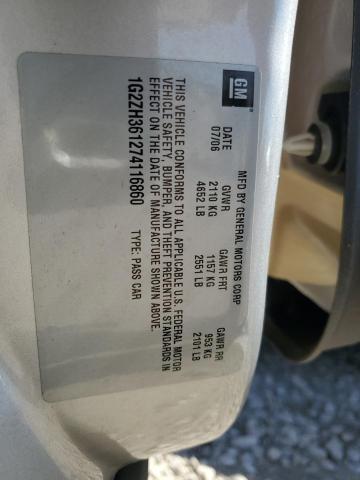 GM
MFD BY GENERAL MOTORS CORP
DATE GVWR GAWR FRT GAWR RR
07/06 2110 KG 1157 KG 953 KG
4652 LB 2551 LB 2101 LB
THIS VEHICLE CONFORMS TO ALL APPLICABLE U.S. FEDERAL MOTOR
VEHICLE SAFETY, BUMPER, AND THEFT PREVENTION STANDARDS IN
EFFECT ON THE DATE OF MANUFACTURE SHOWN ABOVE.
1G2ZH361274116860 TYPE: PASS CAR